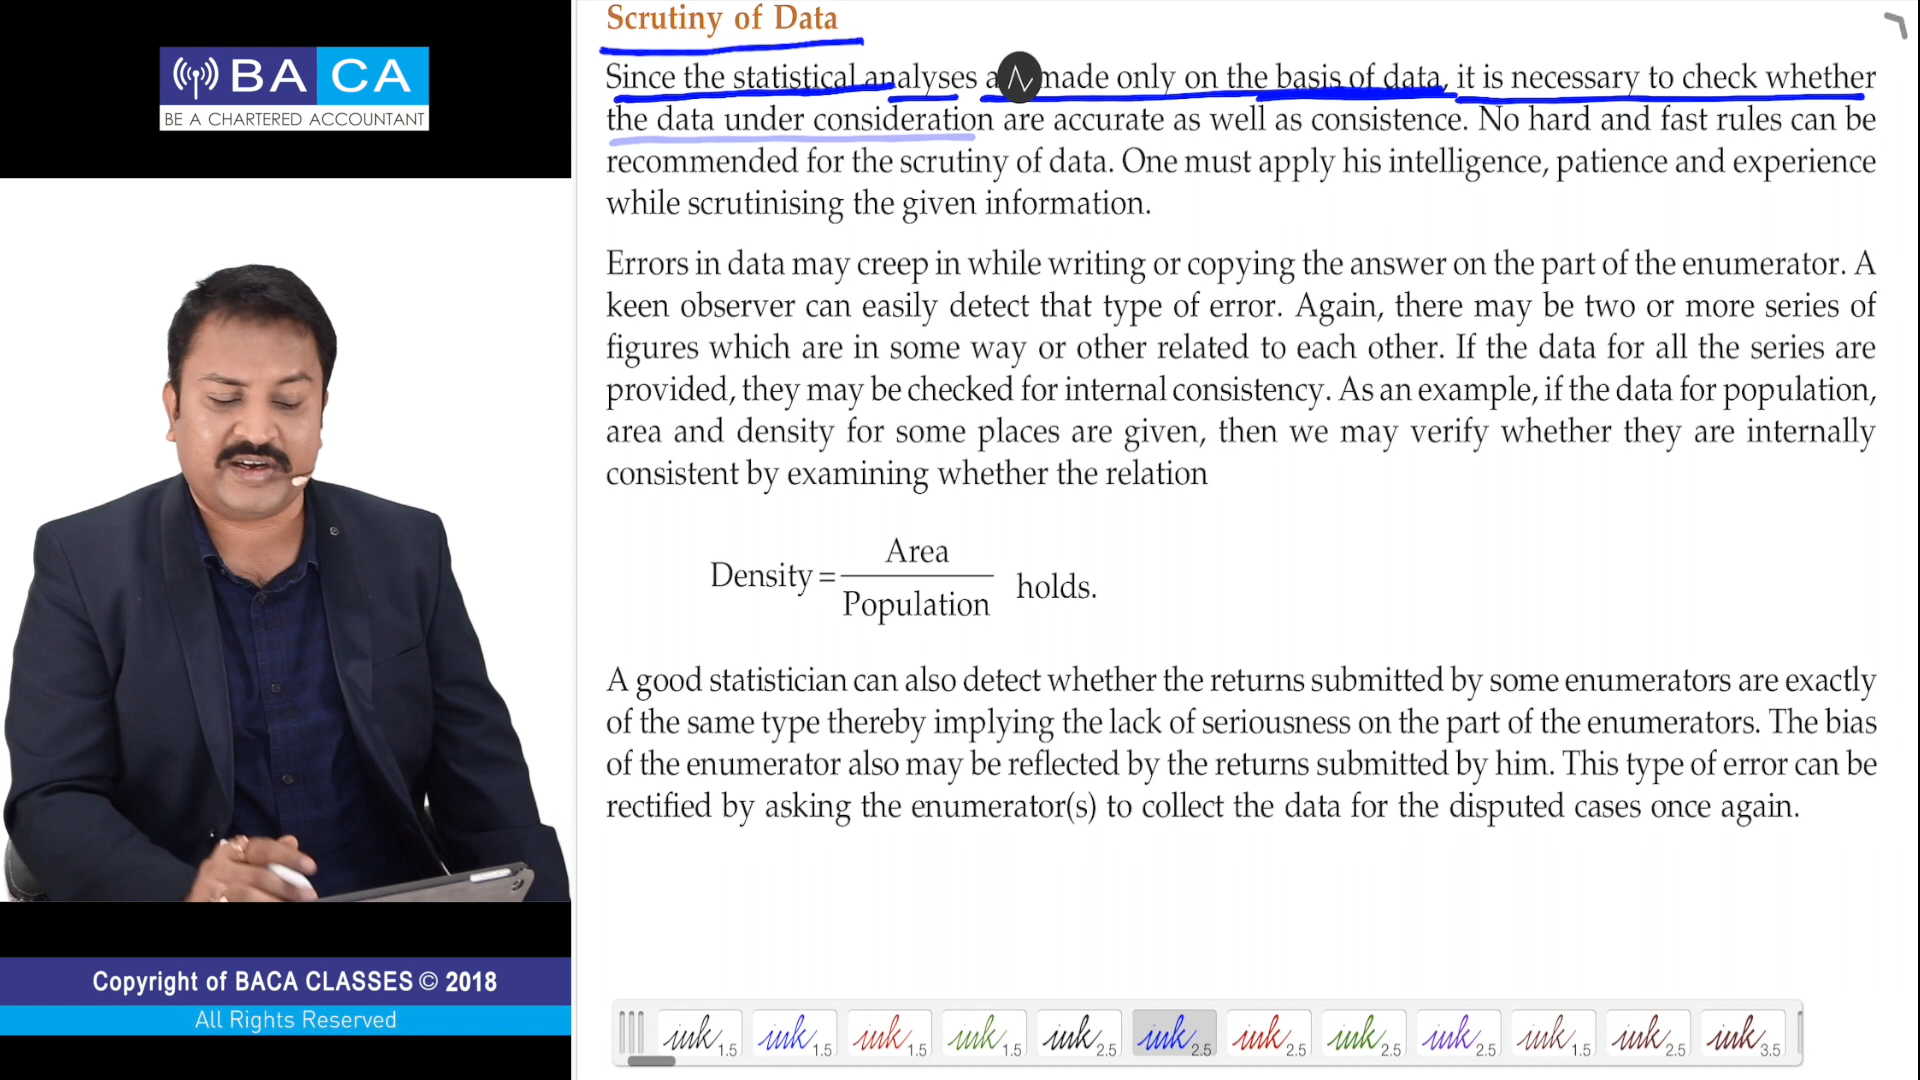 BA CA
BE A CHARTERED ACCOUNTANT
Scrutiny of Data
Since the statistical analyses a made only on the basis of data, it is necessary to check whether
the data under consideration are accurate as well as consistence. No hard and fast rules can be
recommended for the scrutiny of data. One must apply his intelligence, patience and experience
while scrutinising the given information.
Errors in data may creep in while writing or copying the answer on the part of the enumerator. A
keen observer can easily detect that type of error. Again, there may be two or more series of
figures which are in some way or other related to each other. If the data for all the series are
provided, they may be checked for internal consistency. As an example, if the data for population,
area and density for some places are given, then we may verify whether they are internally
consistent by examining whether the relation
Density = Area / Population holds.
A good statistician can also detect whether the returns submitted by some enumerators are exactly
of the same type thereby implying the lack of seriousness on the part of the enumerators. The bias
of the enumerator also may be reflected by the returns submitted by him. This type of error can be
rectified by asking the enumerator(s) to collect the data for the disputed cases once again.
Copyright of BACA CLASSES © 2018
All Rights Reserved
ink 1.5 ink 1.5 ink 1.5 ink 1.5 ink 2.5 ink 2.5 ink 2.5 ink 2.5 ink 2.5 ink 1.5 ink 2.5 ink 3.5